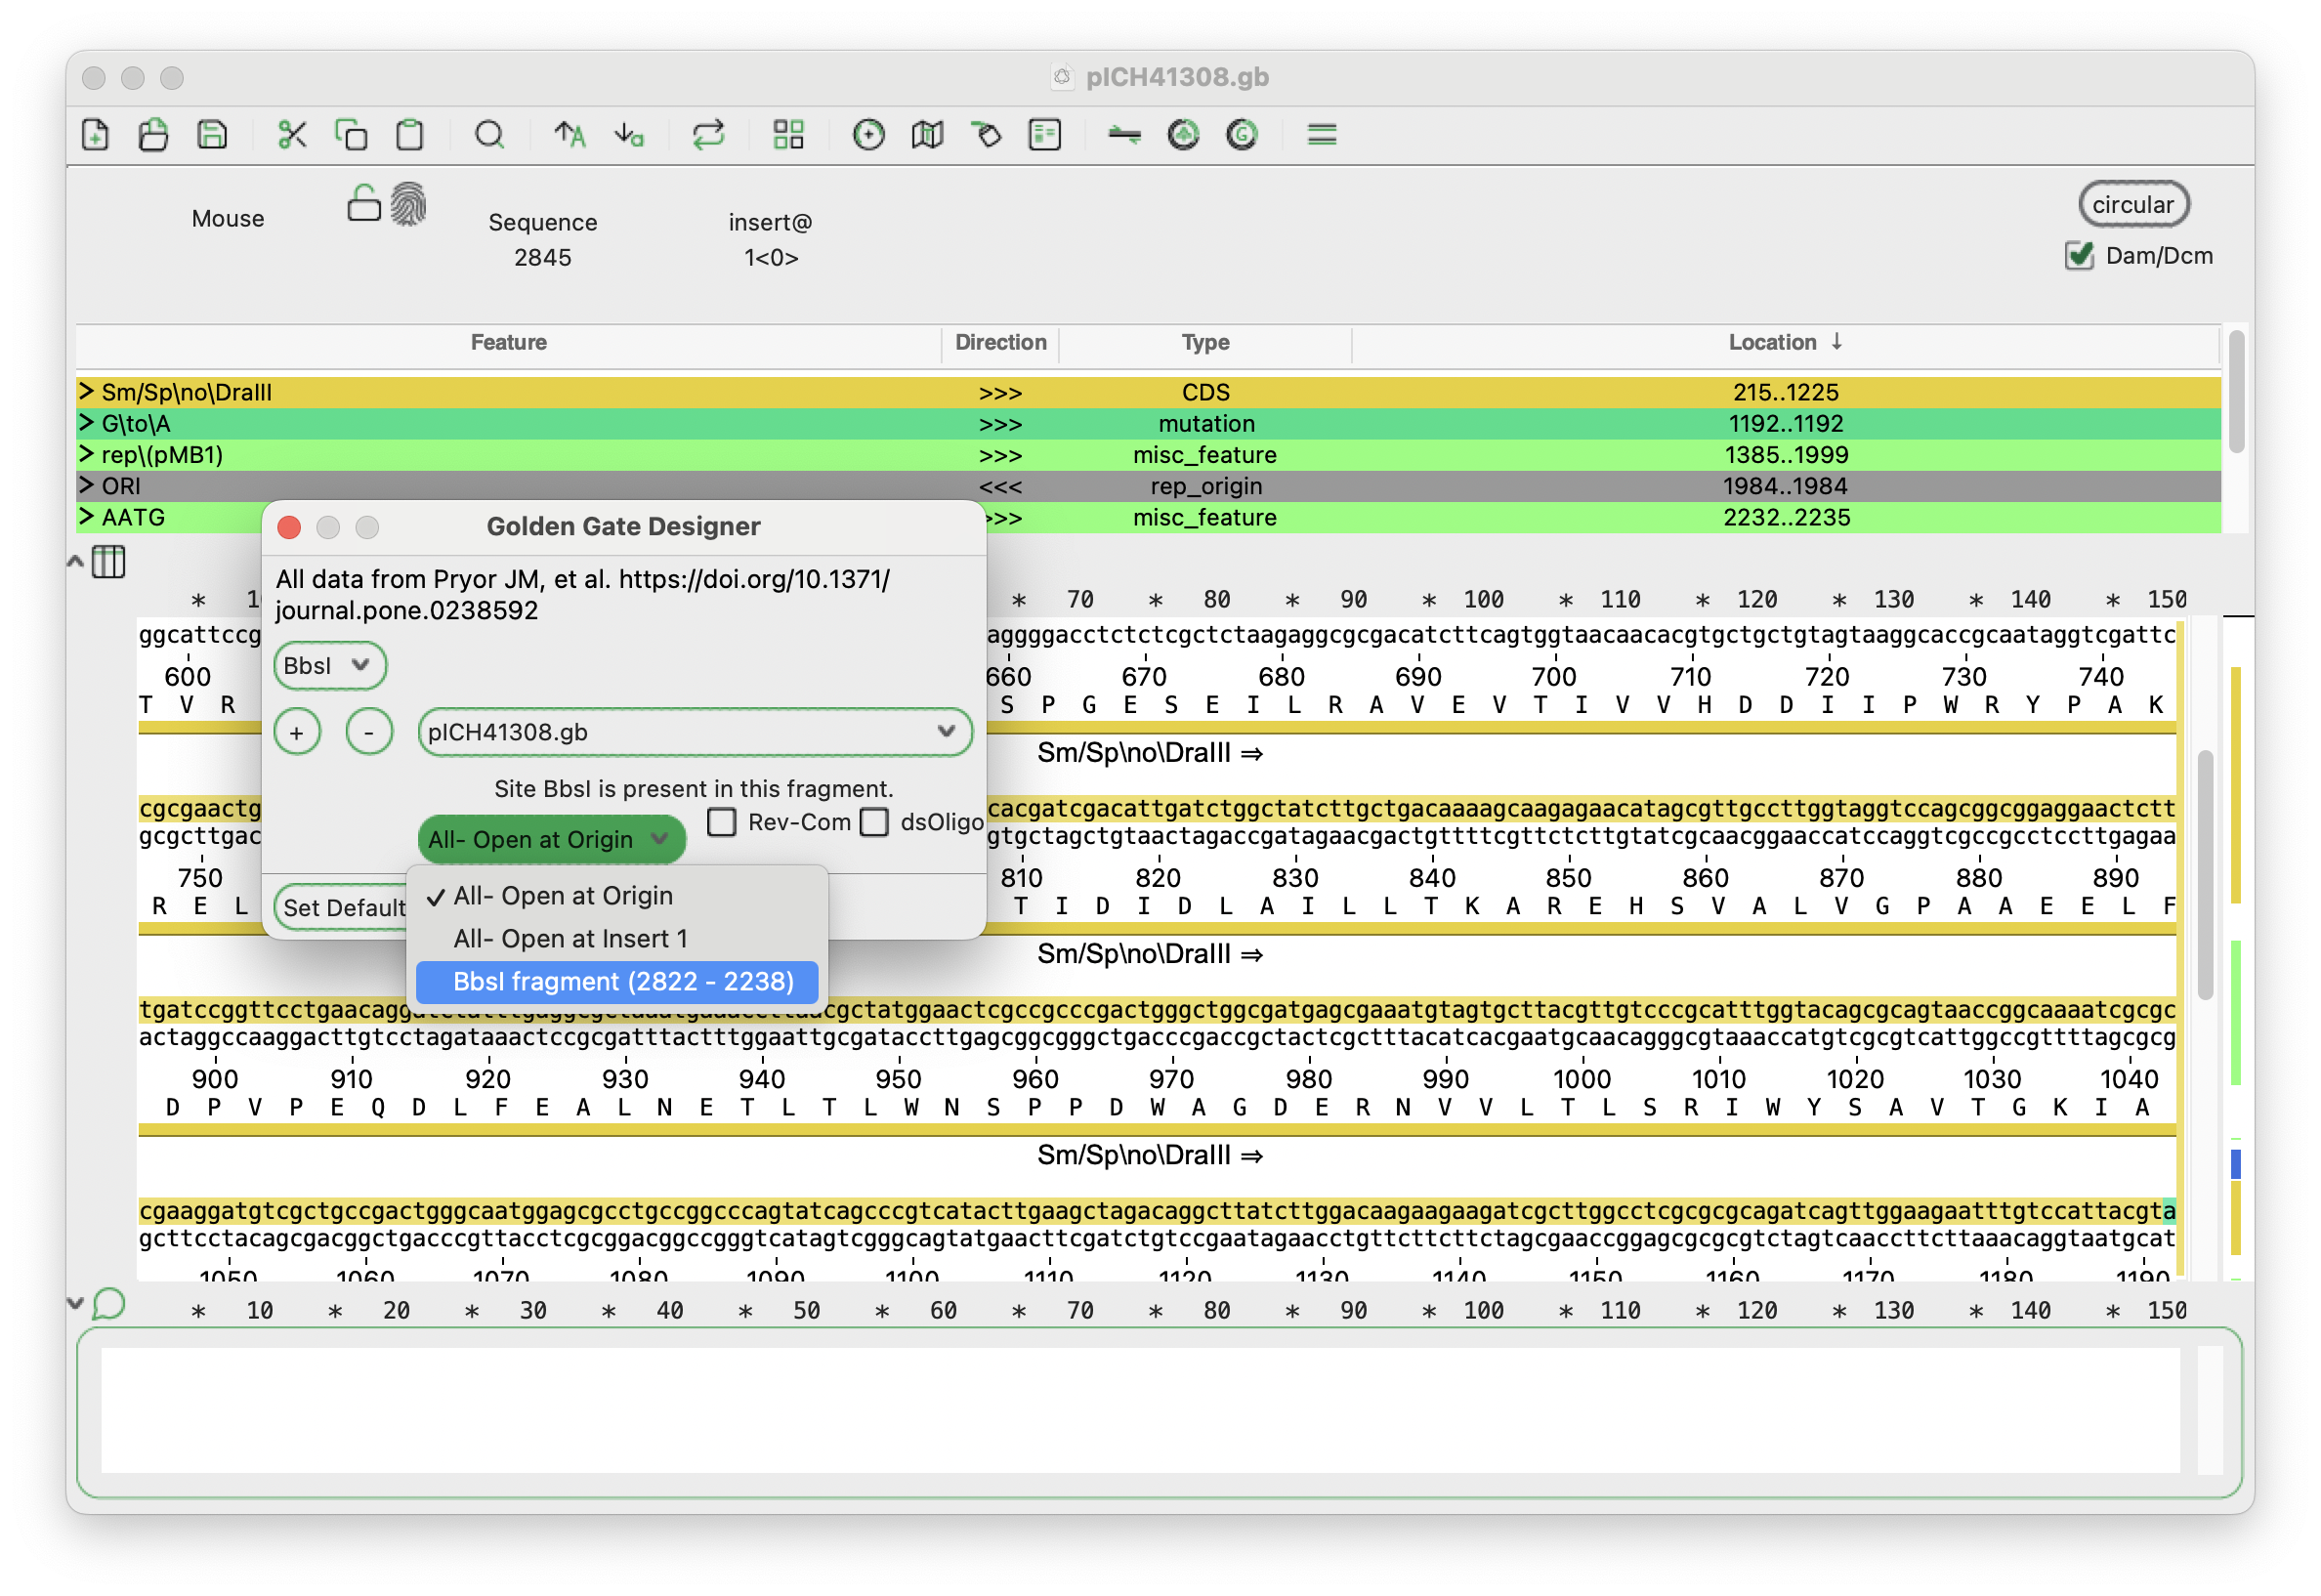 pICH41308.gb
Mouse
Sequence
2845
insert@
1<0>
circular
Dam/Dcm
Feature Direction Type Location ↓
> Sm/Sp\no\DraIII >>> CDS 215..1225
> G\to\A >>> mutation 1192..1192
> rep\(pMB1) >>> misc_feature 1385..1999
> ORI <<< rep_origin 1984..1984
> AATG >>> misc_feature 2232..2235
Golden Gate Designer
All data from Pryor JM, et al. https://doi.org/10.1371/
journal.pone.0238592
BbsI
+ - pICH41308.gb
Site BbsI is present in this fragment.
All- Open at Origin Rev-Com dsOligo
Set Default
✓ All- Open at Origin
All- Open at Insert 1
BbsI fragment (2822 - 2238)
* 70 * 80 * 90 * 100 * 110 * 120 * 130 * 140 * 150
ggcattccg aggggacctctctcgctctaagaggcgcgacatcttcagtggtaacaacacgtgctgctgtagtaaggcaccgcaataggtcgattc
600 660 670 680 690 700 710 720 730 740
T V R S P G E S E I L R A V E V T I V V H D D I I P W R Y P A K
Sm/Sp\no\DraIII ⇒
cgcgaactg cacgatcgacattgatctggctatcttgctgacaaaagcaagagaacatagcgttgccttggtaggtccagcggcggaggaactctt
gcgcttgac gtgctagctgtaactagaccgatagaacgactgttttcgttctcttgtatcgcaacggaaccatccaggtcgccgcctccttgagaa
750 810 820 830 840 850 860 870 880 890
R E L T I D I D L A I L L T K A R E H S V A L V G P A A E E L F
Sm/Sp\no\DraIII ⇒
tgatccggttcctgaacagg cgctatggaactcgccgcccgactgggctggcgatgagcgaaatgtagtgcttacgttgtcccgcatttggtacagcgcagtaaccggcaaaatcgcgc
actaggccaaggacttgtcctagataaactccgcgatttactttggaattgcgataccttgagcggcgggctgacccgaccgctactcgctttacatcacgaatgcaacagggcgtaaaccatgtcgcgtcattggccgttttagcgcg
900 910 920 930 940 950 960 970 980 990 1000 1010 1020 1030 1040
D P V P E Q D L F E A L N E T L T L W N S P P D W A G D E R N V V L T L S R I W Y S A V T G K I A
Sm/Sp\no\DraIII ⇒
cgaaggatgtcgctgccgactgggcaatggagcgcctgccggcccagtatcagcccgtcatacttgaagctagacaggcttatcttggacaagaagaagatcgcttggcctcgcgcgcagatcagttggaagaatttgtccattacgta
gcttcctacagcgacggctgacccgttacctcgcggacggccgggtcatagtcgggcagtatgaacttcgatctgtccgaatagaacctgttcttcttctagcgaaccggagcgcgcgtctagtcaaccttcttaaacaggtaatgcat
1050 1060 1070 1080 1090 1100 1110 1120 1130 1140 1150 1160 1170 1180 1190
* 10 * 20 * 30 * 40 * 50 * 60 * 70 * 80 * 90 * 100 * 110 * 120 * 130 * 140 * 150